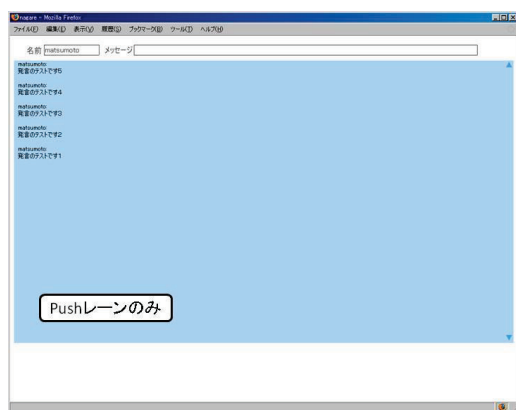 nagare - Mozilla Firefox
ファイル(F) 編集(E) 表示(V) 履歴(S) ブックマーク(B) ツール(T) ヘルプ(H)
名前 matsumoto メッセージ
matsumoto:
発言のテストです5
matsumoto:
発言のテストです4
matsumoto:
発言のテストです3
matsumoto:
発言のテストです2
matsumoto:
発言のテストです1
Pushレーンのみ